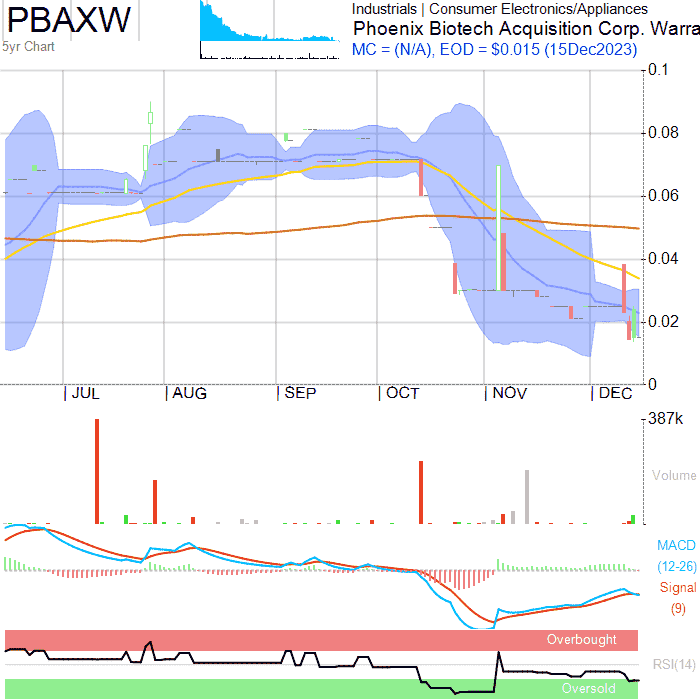 PBAXW
5yr Chart
Industrials | Consumer Electronics/Appliances
Phoenix Biotech Acquisition Corp. Warra
MC = (N/A), EOD = $0.015 (15Dec2023)
0.1
0.08
0.06
0.04
0.02
0
JUL AUG SEP OCT NOV DEC
387k
Volume
MACD
(12-26)
Signal
(9)
Overbought
RSI(14)
Oversold